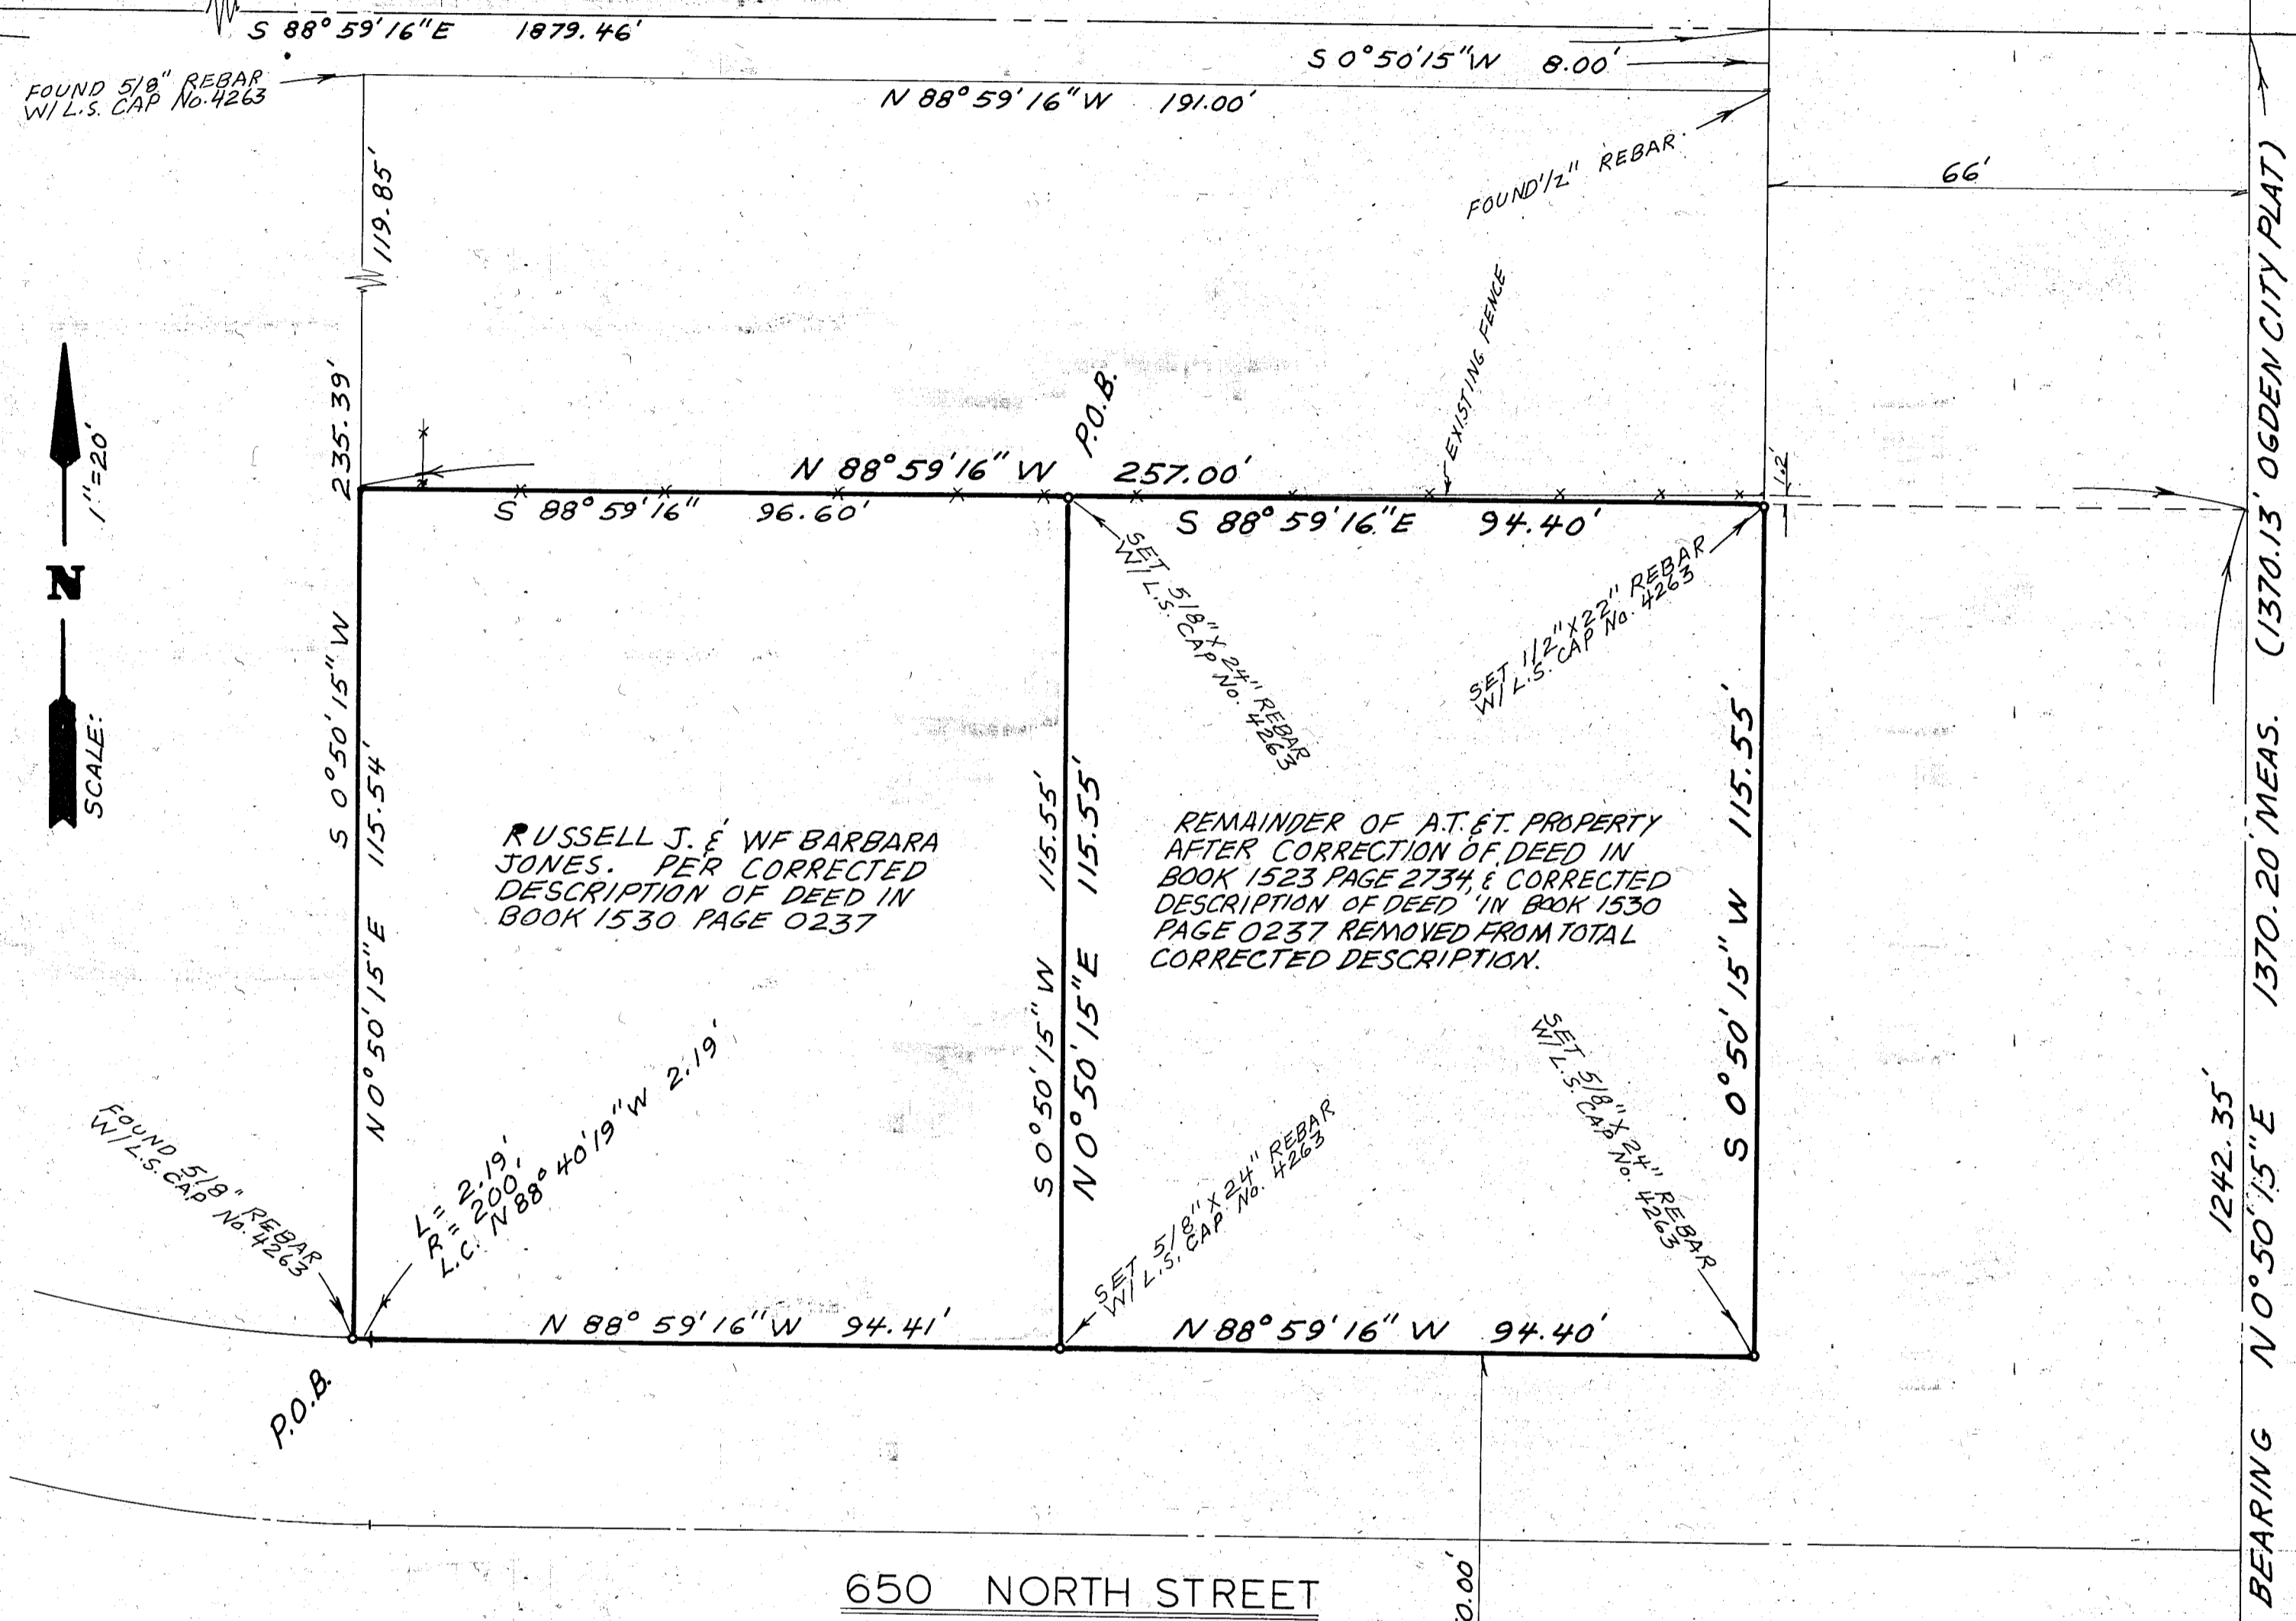 S 88°59'16"E 1879.46'
S 0°50'15"W 8.00'
FOUND 5/8" REBAR
W/ L.S. CAP No. 4263
N 88°59'16"W 191.00'
FOUND 1/2" REBAR
66'
119.85'
235.39'
1"=20'
N
SCALE:
P.O.B.
EXISTING FENCE
1.2'
N 88°59'16"W 257.00'
S 88°59'16" 96.60'
S 88°59'16"E 94.40'
SET 5/8"X 24" REBAR
W/ L.S. CAP No. 4263
SET 1/2"X22" REBAR
W/ L.S. CAP No. 4263
S 0°50'15"W
N 0°50'15"E 115.54'
RUSSELL J. & WF BARBARA
JONES. PER CORRECTED
DESCRIPTION OF DEED IN
BOOK 1530 PAGE 0237
S 0°50'15"W 115.55'
N 0°50'15"E 115.55'
REMAINDER OF A.T.&T. PROPERTY
AFTER CORRECTION OF DEED IN
BOOK 1523 PAGE 2734, & CORRECTED
DESCRIPTION OF DEED IN BOOK 1530
PAGE 0237 REMOVED FROM TOTAL
CORRECTED DESCRIPTION.
S 0°50'15"W 115.55'
FOUND 5/8" REBAR
W/ L.S. CAP No. 4263
L = 2.19'
R = 200'
L.C. N 88°40'19"W 2.19'
SET 5/8"X 24" REBAR
W/ L.S. CAP No. 4263
SET 5/8"X 24" REBAR
W/ L.S. CAP No. 4263
N 88°59'16"W 94.41'
N 88°59'16"W 94.40'
P.O.B.
650 NORTH STREET
1242.35'
BEARING N 0°50'15"E 1370.20' MEAS. (1370.13' OGDEN CITY PLAT)